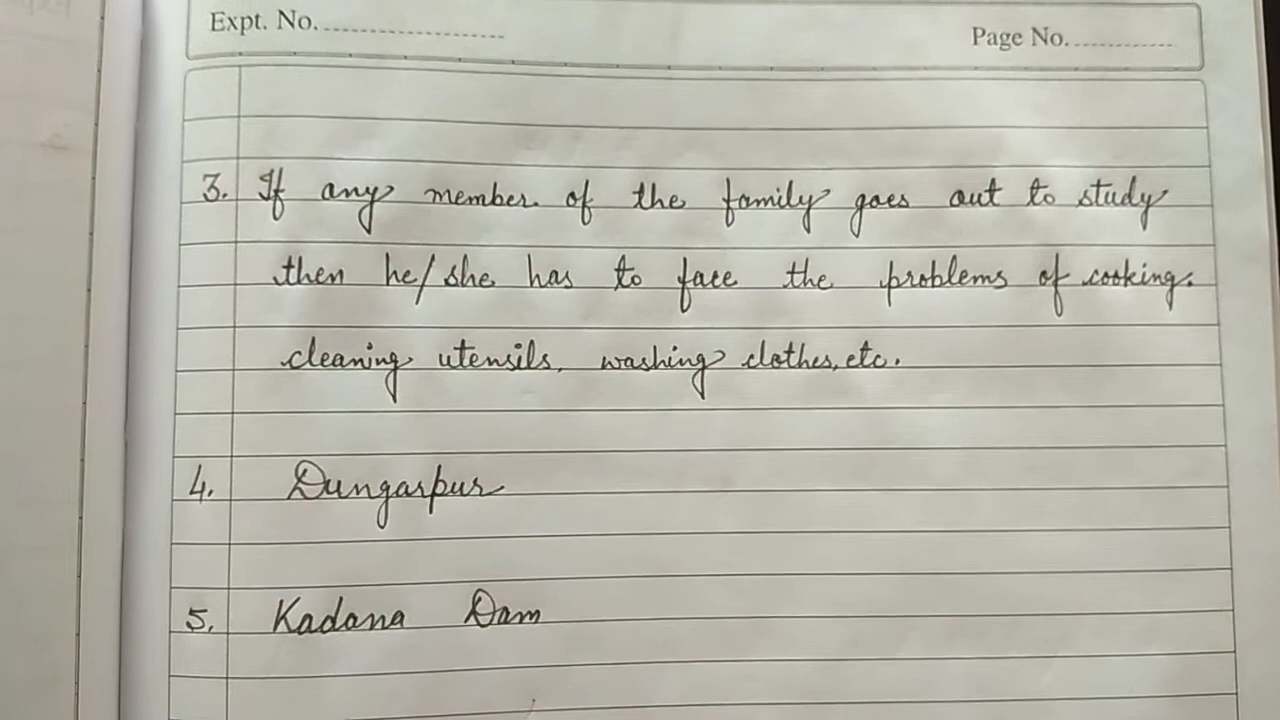 Expt. No.
Page No.
3. If any member. of the family goes out to study
then he/she has to face the problems of cooking.
cleaning utensils, washing clothes, etc.
4. Dungarpur
5. Kadana Dam